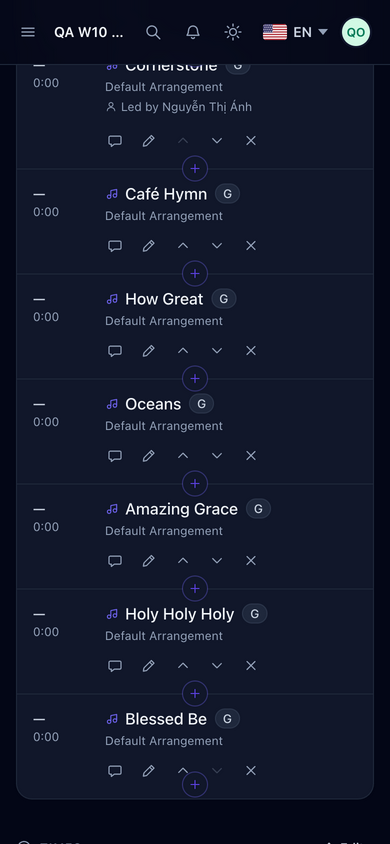 QA W10 ...
EN
QO
Cornerstone G
0:00
Default Arrangement
Led by Nguyễn Thị Ánh
Café Hymn G
0:00
Default Arrangement
How Great G
0:00
Default Arrangement
Oceans G
0:00
Default Arrangement
Amazing Grace G
0:00
Default Arrangement
Holy Holy Holy G
0:00
Default Arrangement
Blessed Be G
0:00
Default Arrangement